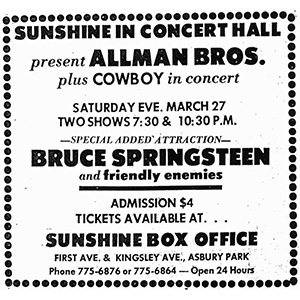 SUNSHINE IN CONCERT HALL
present ALLMAN BROS.
plus COWBOY in concert
SATURDAY EVE. MARCH 27
TWO SHOWS 7:30 & 10:30 P.M.
—SPECIAL ADDED ATTRACTION—
BRUCE SPRINGSTEEN
and friendly enemies
ADMISSION $4
TICKETS AVAILABLE AT. . .
SUNSHINE BOX OFFICE
FIRST AVE. & KINGSLEY AVE., ASBURY PARK
Phone 775-6876 or 775-6864 — Open 24 Hours